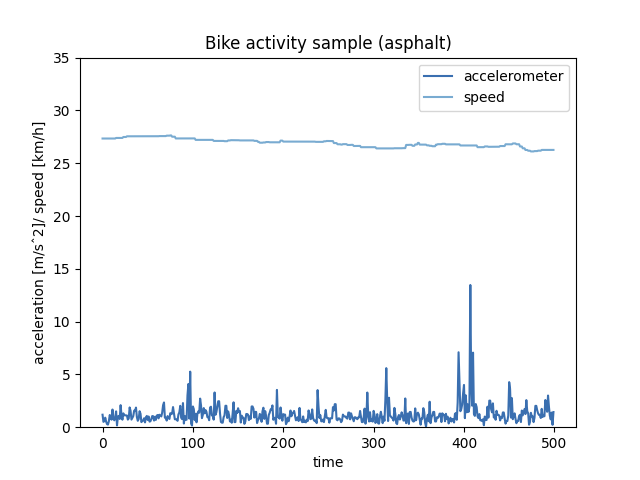 Bike activity sample (asphalt)
accelerometer
speed
acceleration [m/sˆ2]/ speed [km/h]
35
30
25
20
15
10
5
0
0 100 200 300 400 500
time